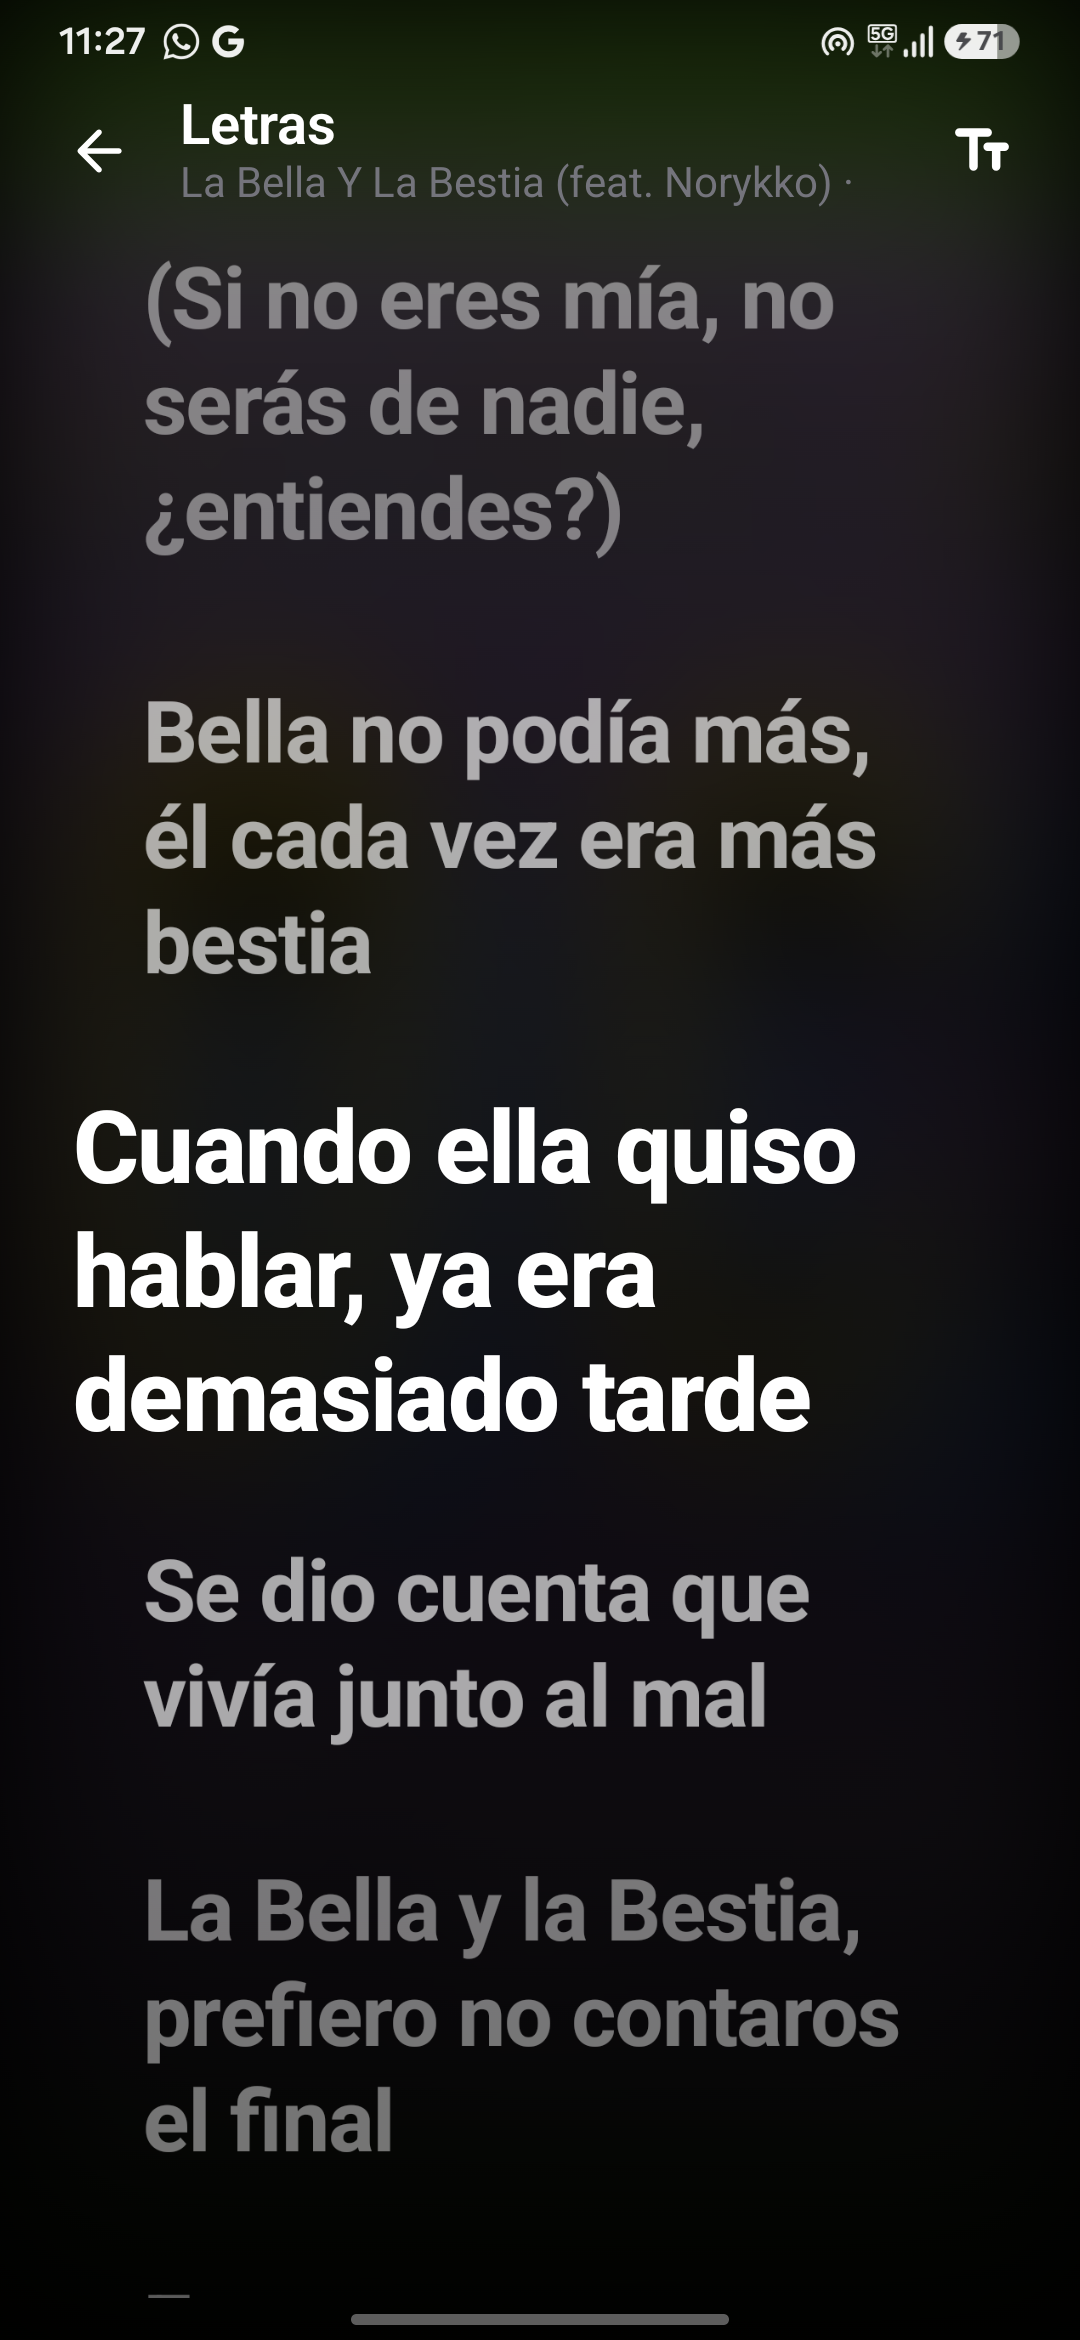 11:27
5G
71
Letras
La Bella Y La Bestia (feat. Norykko) ·
(Si no eres mía, no
serás de nadie,
¿entiendes?)
Bella no podía más,
él cada vez era más
bestia
Cuando ella quiso
hablar, ya era
demasiado tarde
Se dio cuenta que
vivía junto al mal
La Bella y la Bestia,
prefiero no contaros
el final